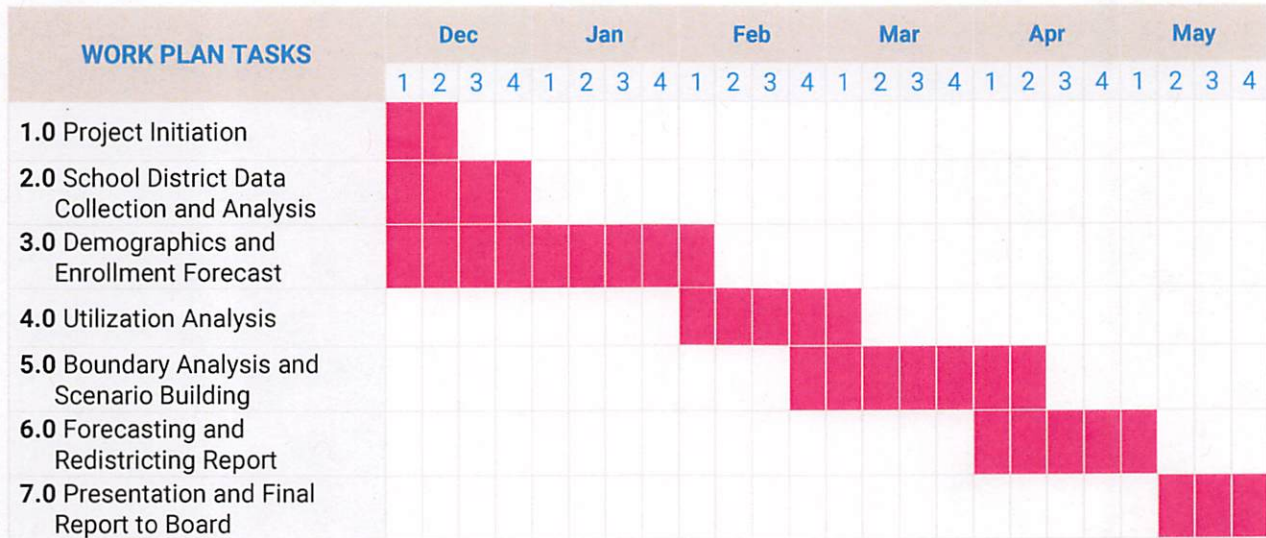 WORK PLAN TASKS
Dec Jan Feb Mar Apr May
1 2 3 4 1 2 3 4 1 2 3 4 1 2 3 4 1 2 3 4 1 2 3 4
1.0 Project Initiation
2.0 School District Data
Collection and Analysis
3.0 Demographics and
Enrollment Forecast
4.0 Utilization Analysis
5.0 Boundary Analysis and
Scenario Building
6.0 Forecasting and
Redistricting Report
7.0 Presentation and Final
Report to Board